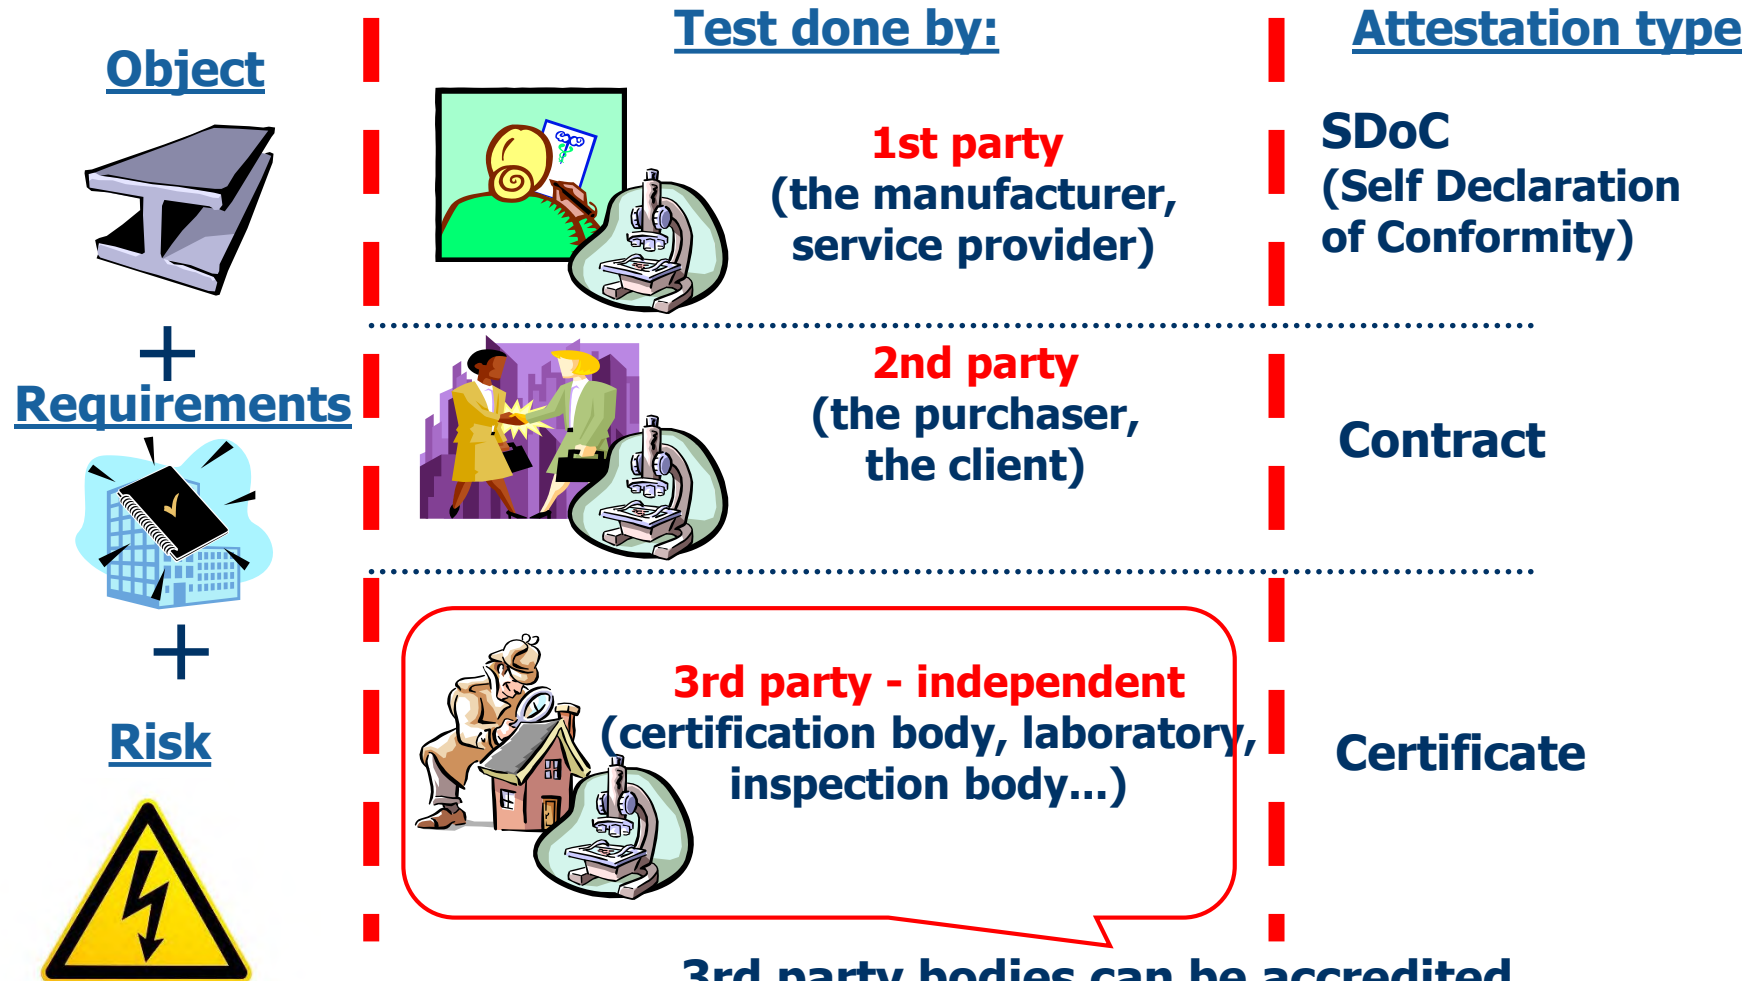 Object
+
Requirements
+
Risk
Test done by:
1st party
(the manufacturer,
service provider)
2nd party
(the purchaser,
the client)
3rd party - independent
(certification body, laboratory,
inspection body...)
3rd party bodies can be accredited
Attestation type
SDoC
(Self Declaration
of Conformity)
Contract
Certificate